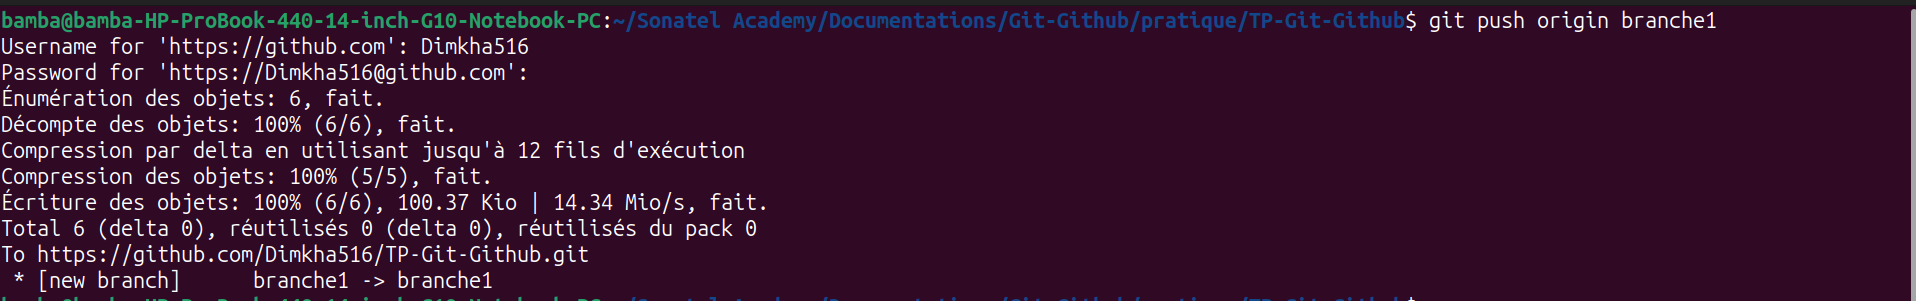 bamba@bamba-HP-ProBook-440-14-inch-G10-Notebook-PC:~/Sonatel Academy/Documentations/Git-Github/pratique/TP-Git-Github$ git push origin branche1
Username for 'https://github.com': Dimkha516
Password for 'https://Dimkha516@github.com':
Énumération des objets: 6, fait.
Décompte des objets: 100% (6/6), fait.
Compression par delta en utilisant jusqu'à 12 fils d'exécution
Compression des objets: 100% (5/5), fait.
Écriture des objets: 100% (6/6), 100.37 Kio | 14.34 Mio/s, fait.
Total 6 (delta 0), réutilisés 0 (delta 0), réutilisés du pack 0
To https://github.com/Dimkha516/TP-Git-Github.git
 * [new branch]      branche1 -> branche1